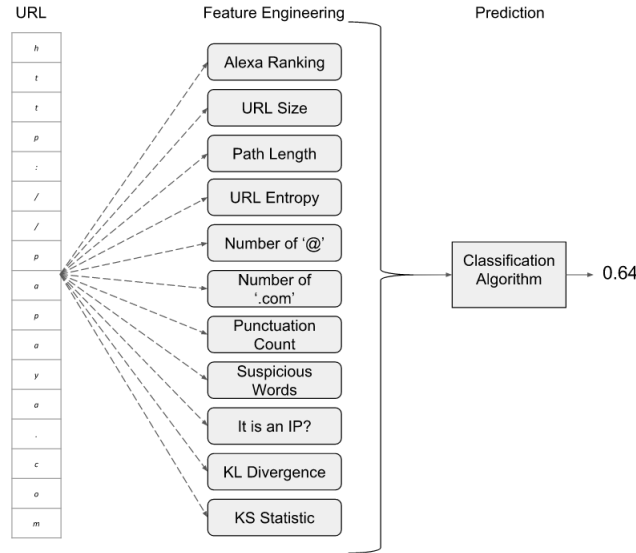 URL
Feature Engineering
Prediction
h
t
t
p
:
/
/
p
a
p
a
y
a
.
c
o
m
Alexa Ranking
URL Size
Path Length
URL Entropy
Number of ‘@’
Number of
‘.com’
Punctuation
Count
Suspicious
Words
It is an IP?
KL Divergence
KS Statistic
Classification
Algorithm
0.64